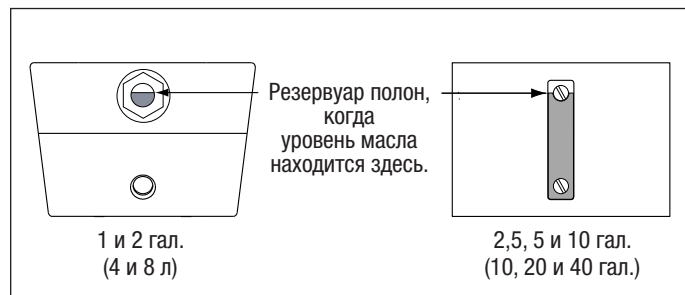 Резервуар полон,
когда
уровень масла
находится здесь.
1 и 2 гал.
(4 и 8 л)
2,5, 5 и 10 гал.
(10, 20 и 40 гал.)